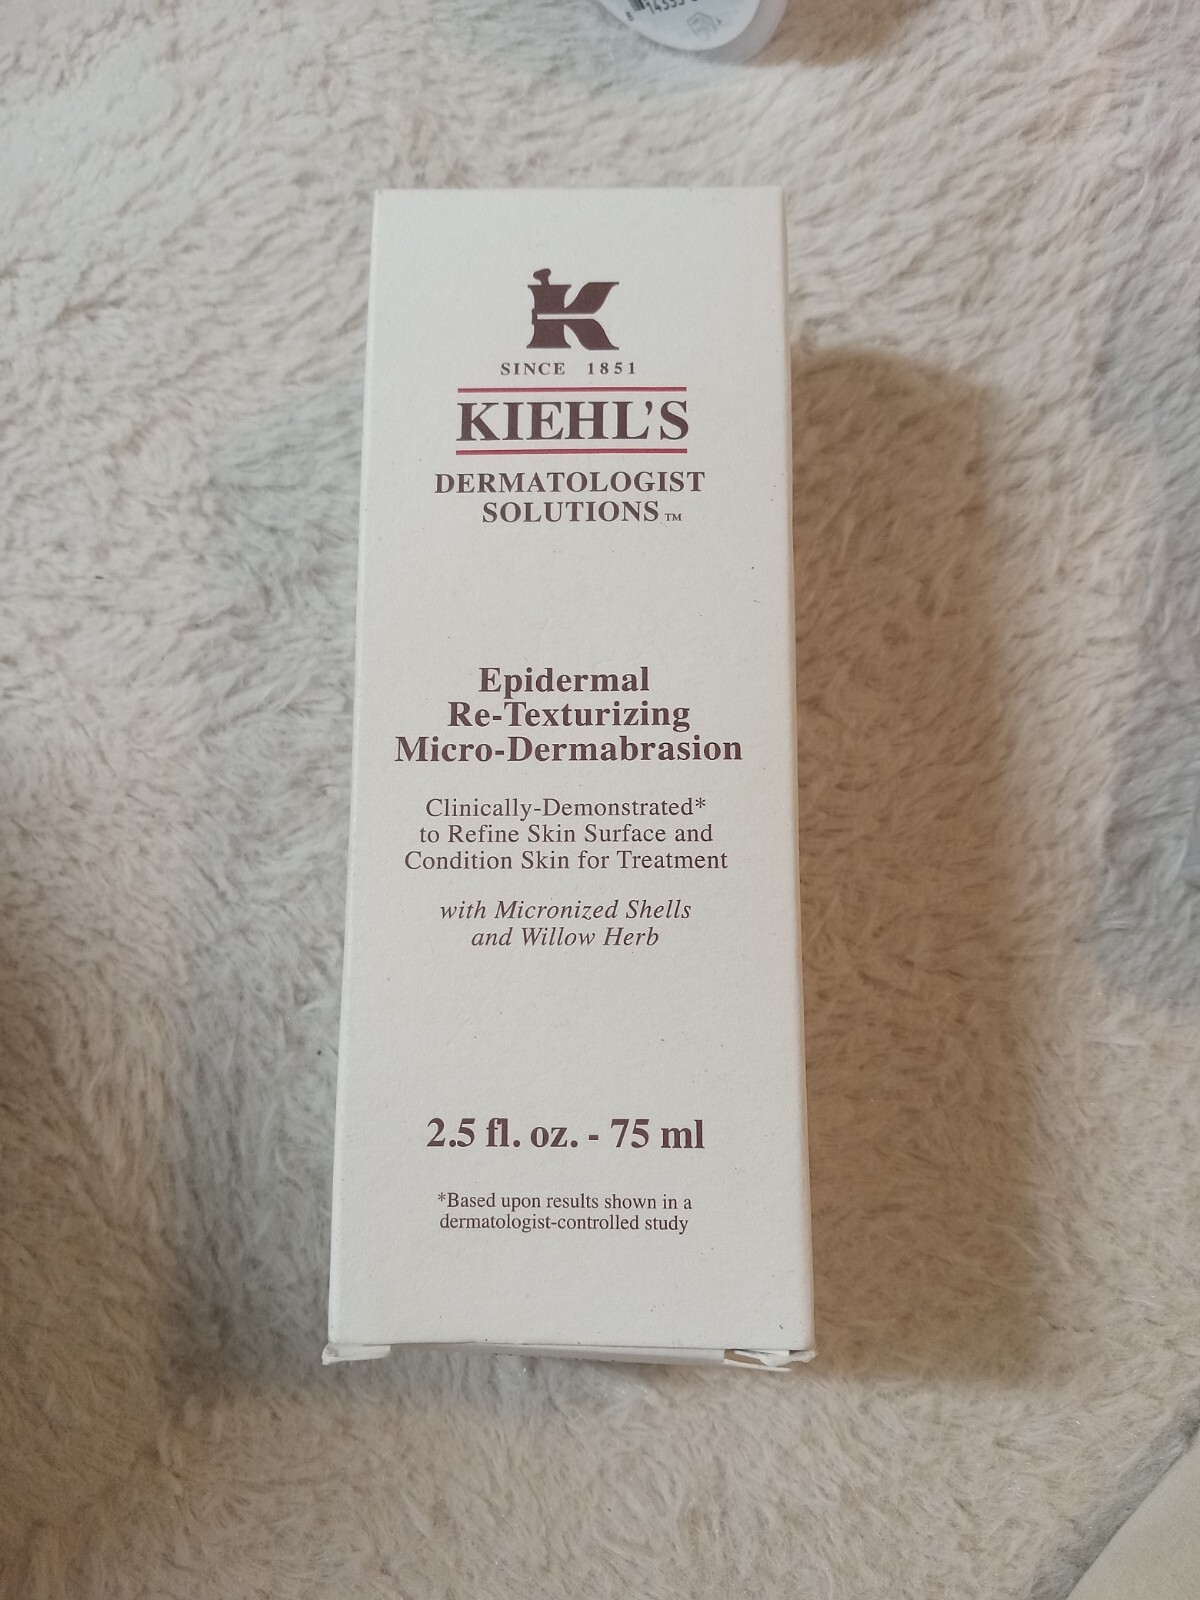 SINCE 1851
KIEHL'S
DERMATOLOGIST
SOLUTIONS™
Epidermal
Re-Texturizing
Micro-Dermabrasion
Clinically-Demonstrated*
to Refine Skin Surface and
Condition Skin for Treatment
with Micronized Shells
and Willow Herb
2.5 fl. oz. - 75 ml
*Based upon results shown in a
dermatologist-controlled study